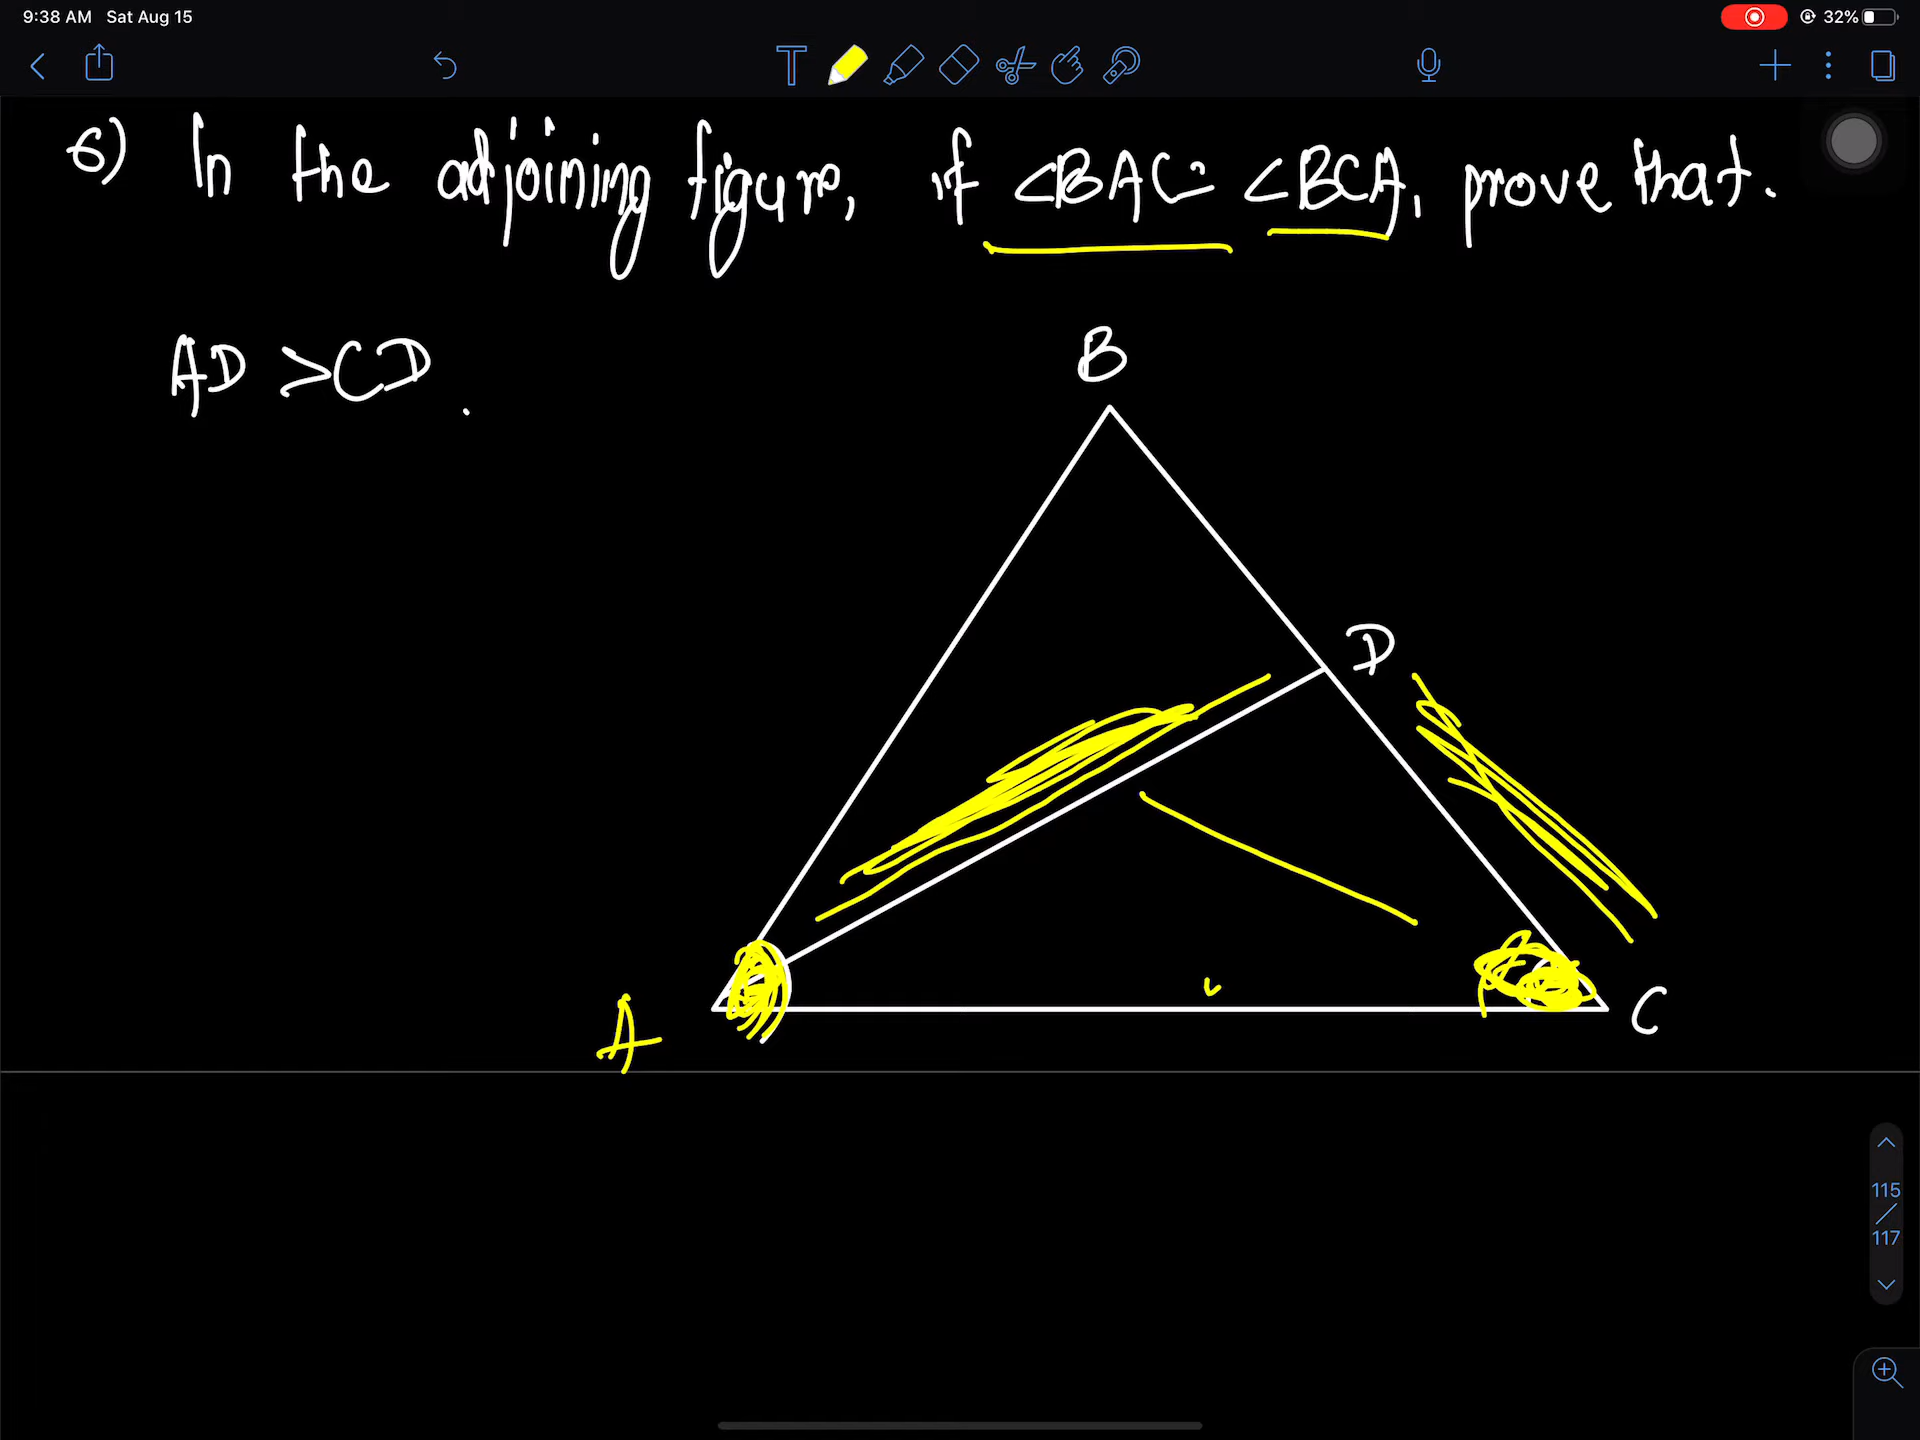 9:38 AM Sat Aug 15
32%
6) In the adjoining figure, if <BAC = <BCA, prove that.
AD > CD.
B
D
A
C
115
/
117